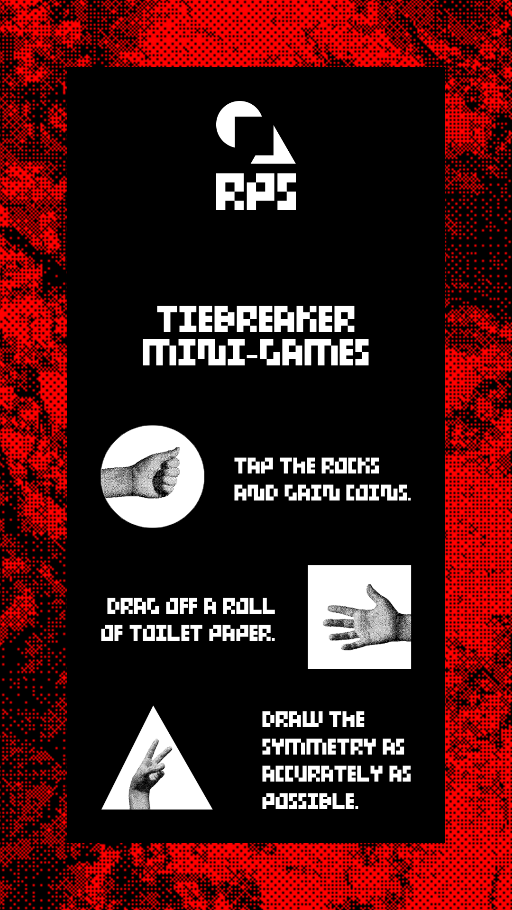 RPS
TIEBREAKER
MINI-GAMES
TAP THE ROCKS
AND GAIN COINS.
DRAG OFF A ROLL
OF TOILET PAPER.
DRAW THE
SYMMETRY AS
ACCURATELY AS
POSSIBLE.